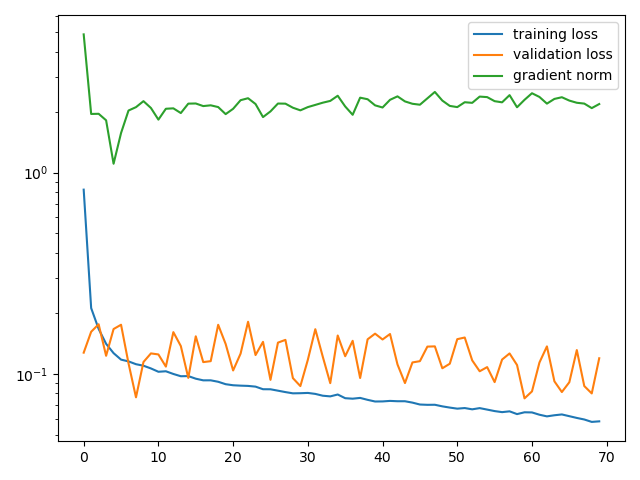 training loss
validation loss
gradient norm
10⁰
10⁻¹
0 10 20 30 40 50 60 70